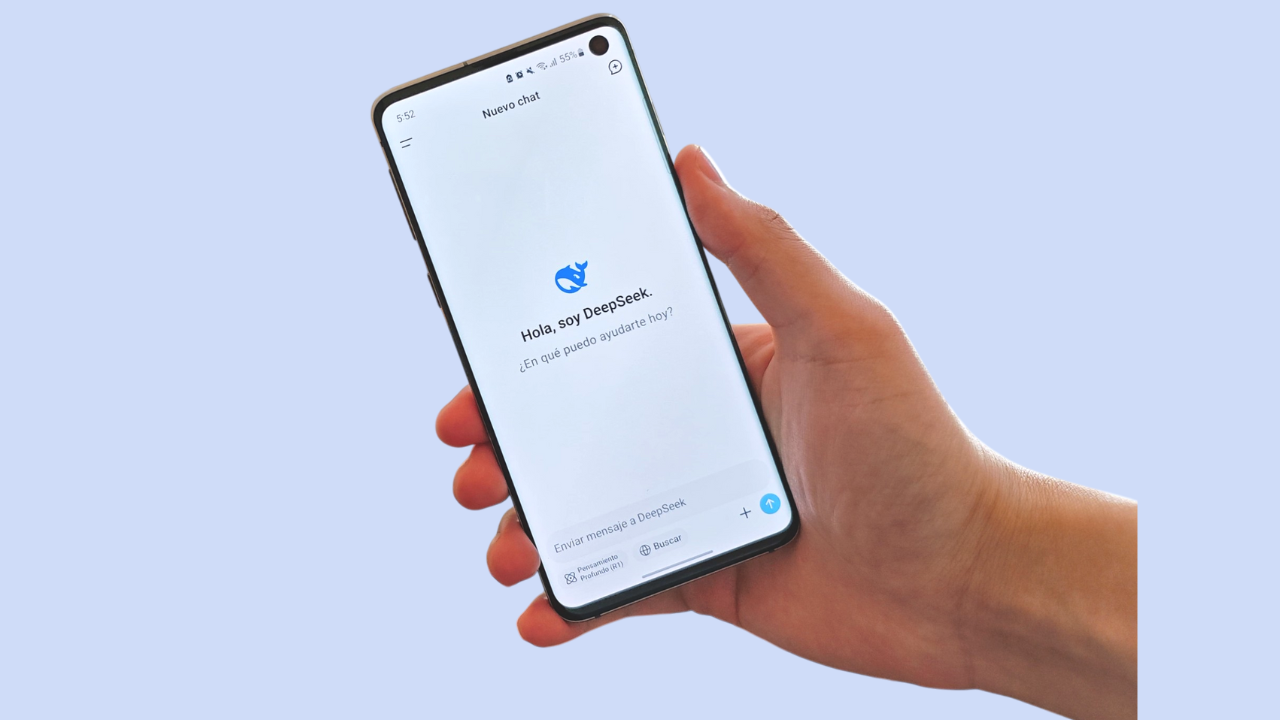 5:52
55%
Nuevo chat
Hola, soy DeepSeek.
¿En qué puedo ayudarte hoy?
Enviar mensaje a DeepSeek
Pensamiento
Profundo (R1)
Buscar